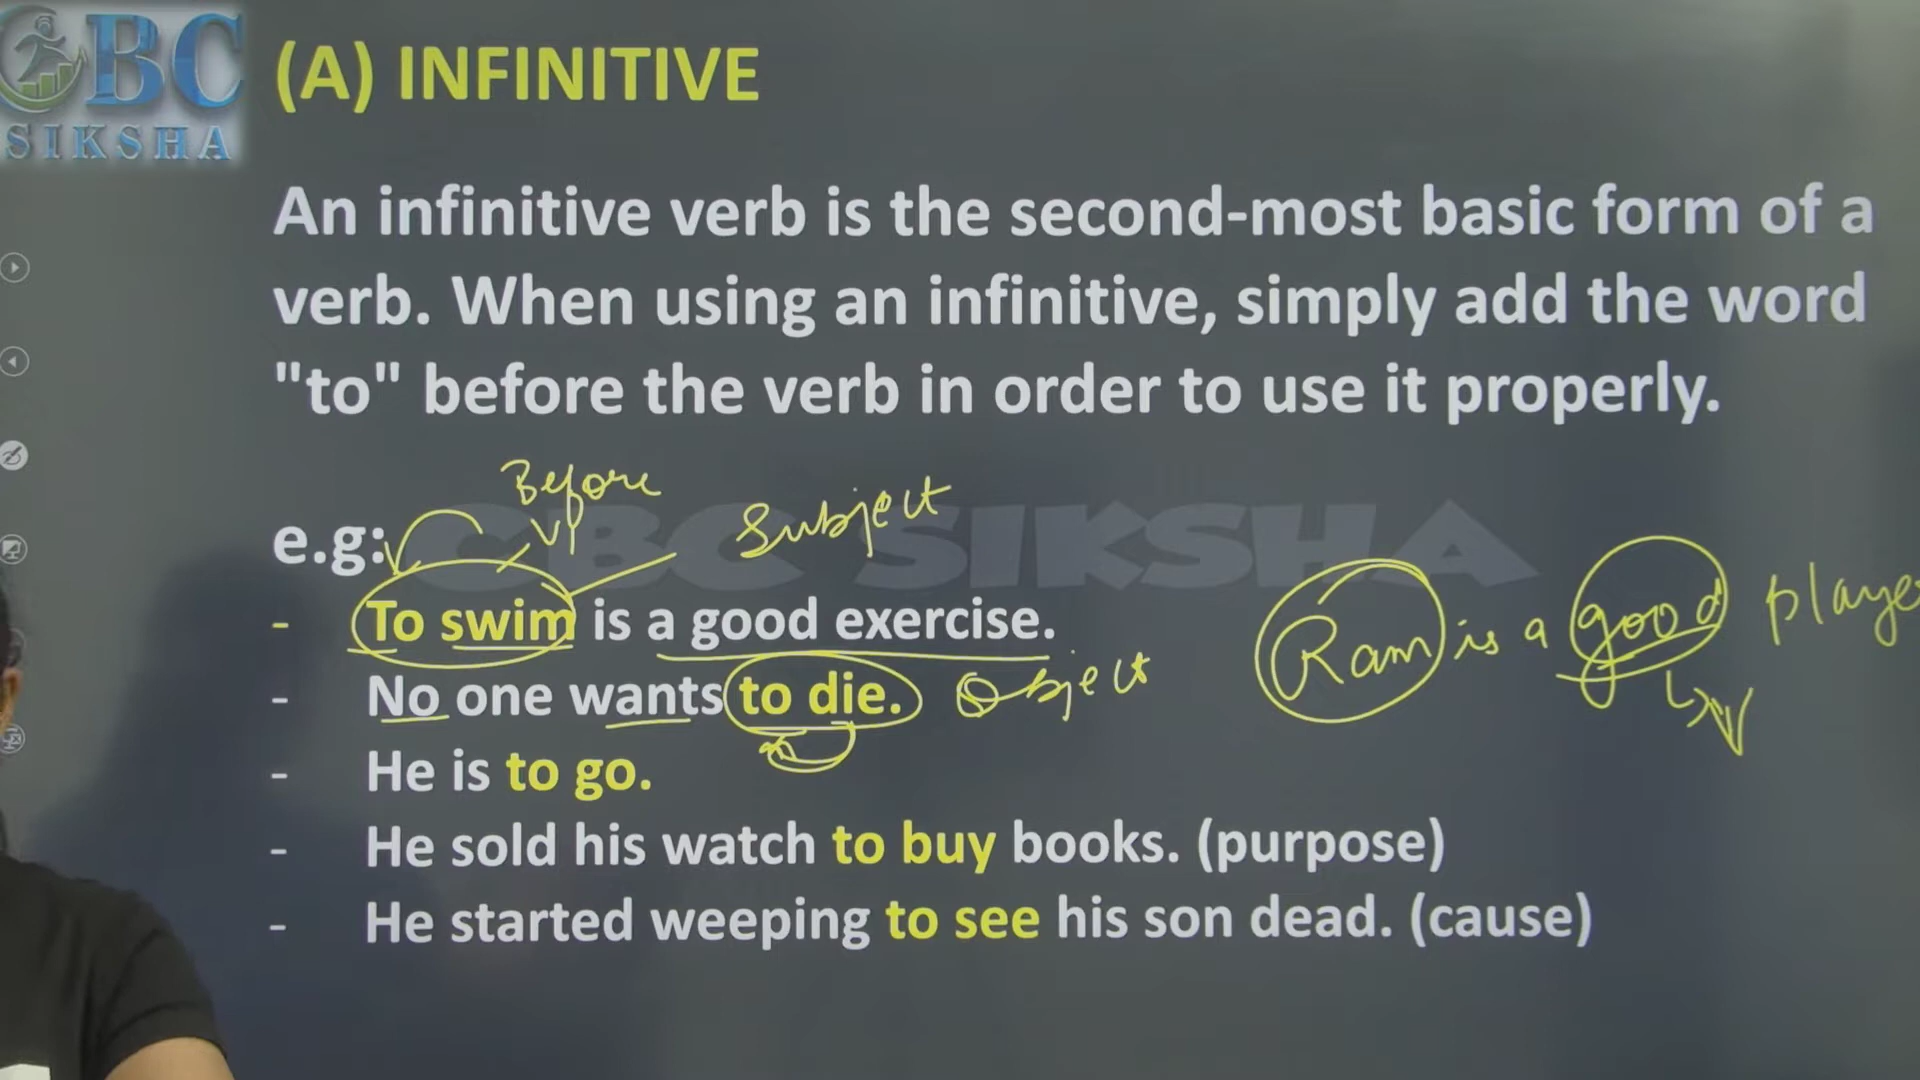 BC
SIKSHA
(A) INFINITIVE
An infinitive verb is the second-most basic form of a
verb. When using an infinitive, simply add the word
"to" before the verb in order to use it properly.
Before
Subject
e.g:
CBC SIKSHA
- To swim is a good exercise.
Ram is a good player
- No one wants to die.
Object
- He is to go.
- He sold his watch to buy books. (purpose)
- He started weeping to see his son dead. (cause)